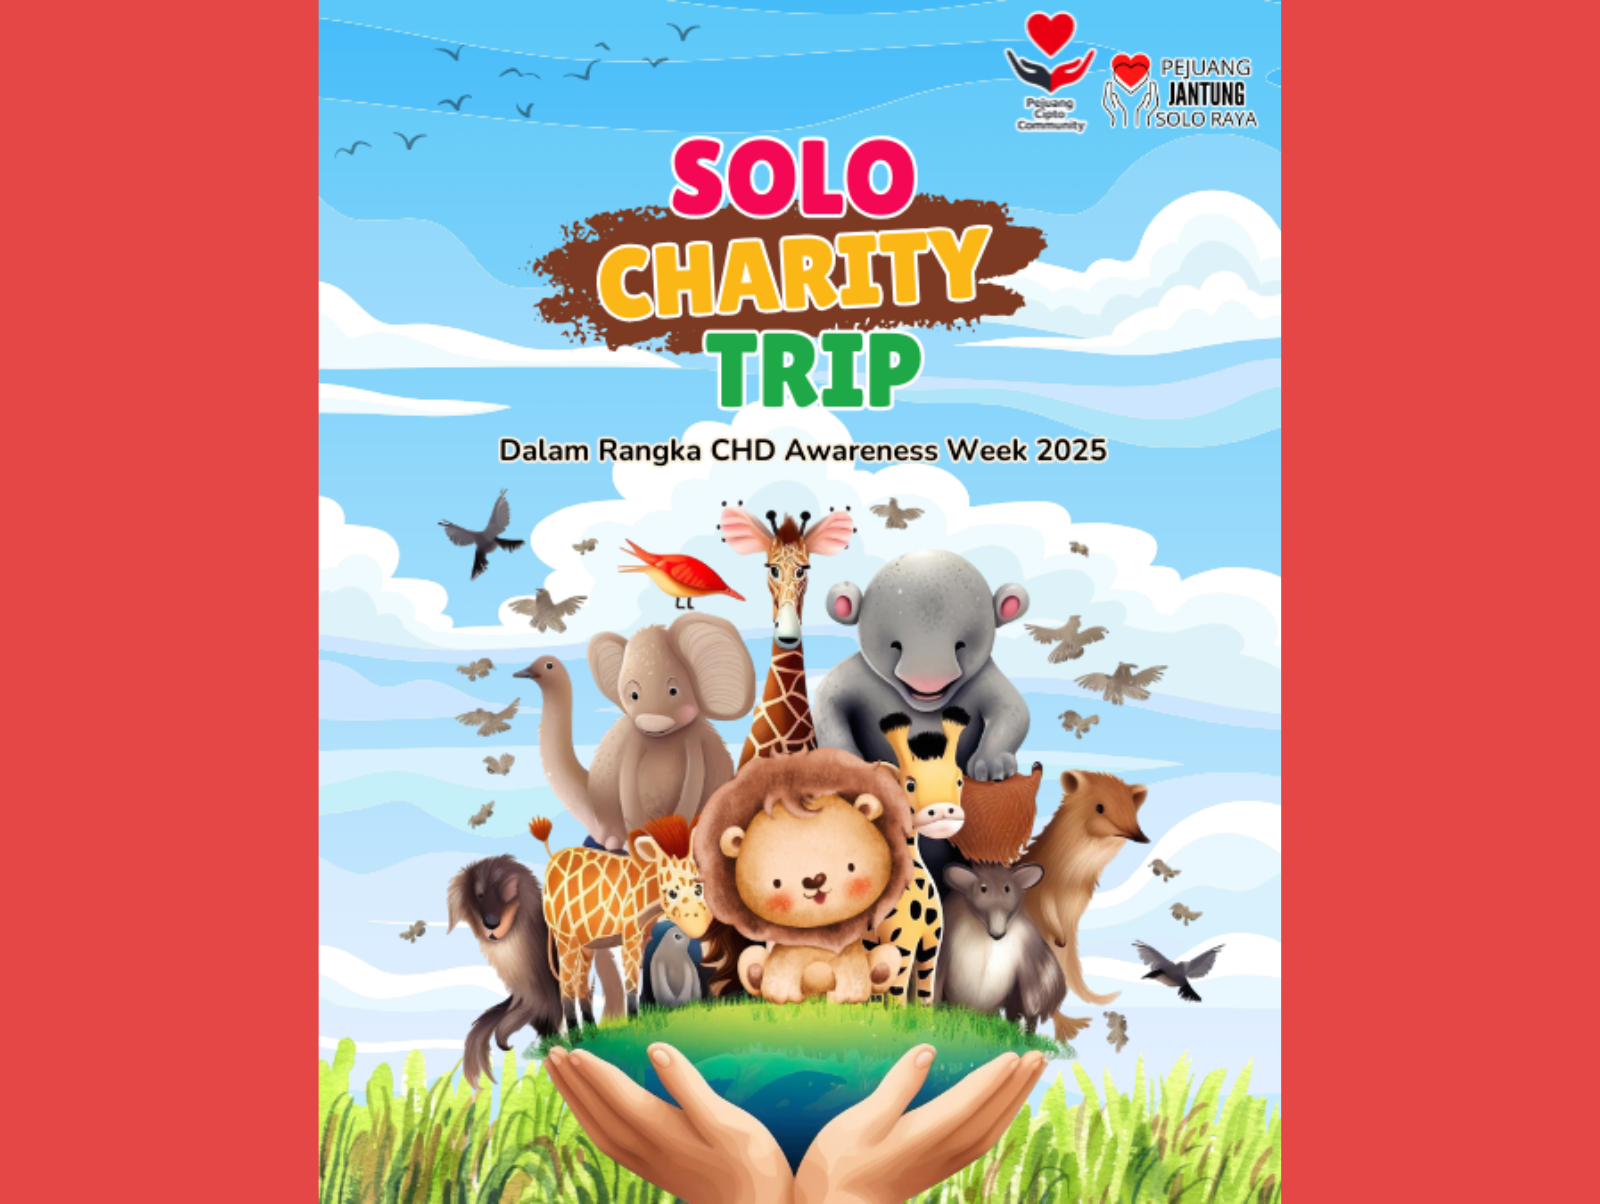 Pejuang
Cipto
Community
PEJUANG
JANTUNG
SOLO RAYA
SOLO
CHARITY
TRIP
Dalam Rangka CHD Awareness Week 2025